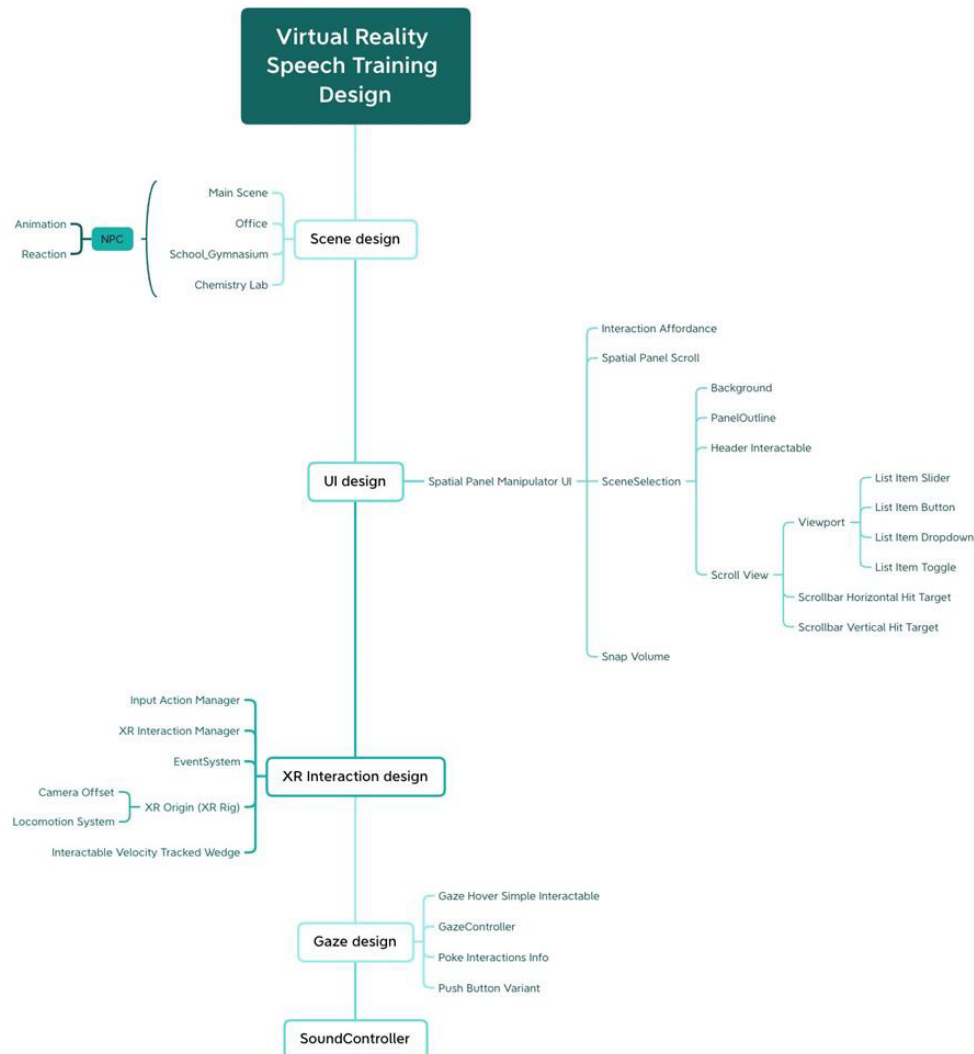 Virtual Reality
Speech Training
Design
Main Scene
Office
School_Gymnasium
Chemistry Lab
Scene design
NPC
Animation
Reaction
UI design
Spatial Panel Manipulator UI
Interaction Affordance
Spatial Panel Scroll
SceneSelection
Background
PanelOutline
Header Interactable
Scroll View
Viewport
List Item Slider
List Item Button
List Item Dropdown
List Item Toggle
Scrollbar Horizontal Hit Target
Scrollbar Vertical Hit Target
Snap Volume
XR Interaction design
Input Action Manager
XR Interaction Manager
EventSystem
XR Origin (XR Rig)
Camera Offset
Locomotion System
Interactable Velocity Tracked Wedge
Gaze design
Gaze Hover Simple Interactable
GazeController
Poke Interactions Info
Push Button Variant
SoundController